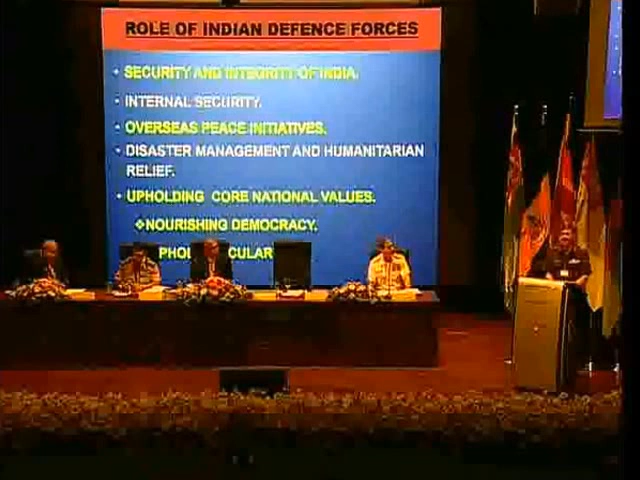 ROLE OF INDIAN DEFENCE FORCES
• SECURITY AND INTEGRITY OF INDIA.
• INTERNAL SECURITY.
• OVERSEAS PEACE INITIATIVES.
• DISASTER MANAGEMENT AND HUMANITARIAN
RELIEF.
• UPHOLDING CORE NATIONAL VALUES.
❖NOURISHING DEMOCRACY.